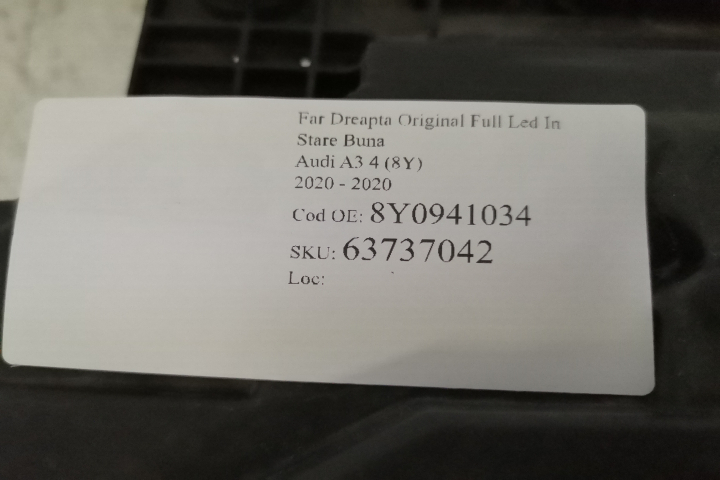 Far Dreapta Original Full Led In
Stare Buna
Audi A3 4 (8Y)
2020 - 2020
Cod OE: 8Y0941034
SKU: 63737042
Loc: